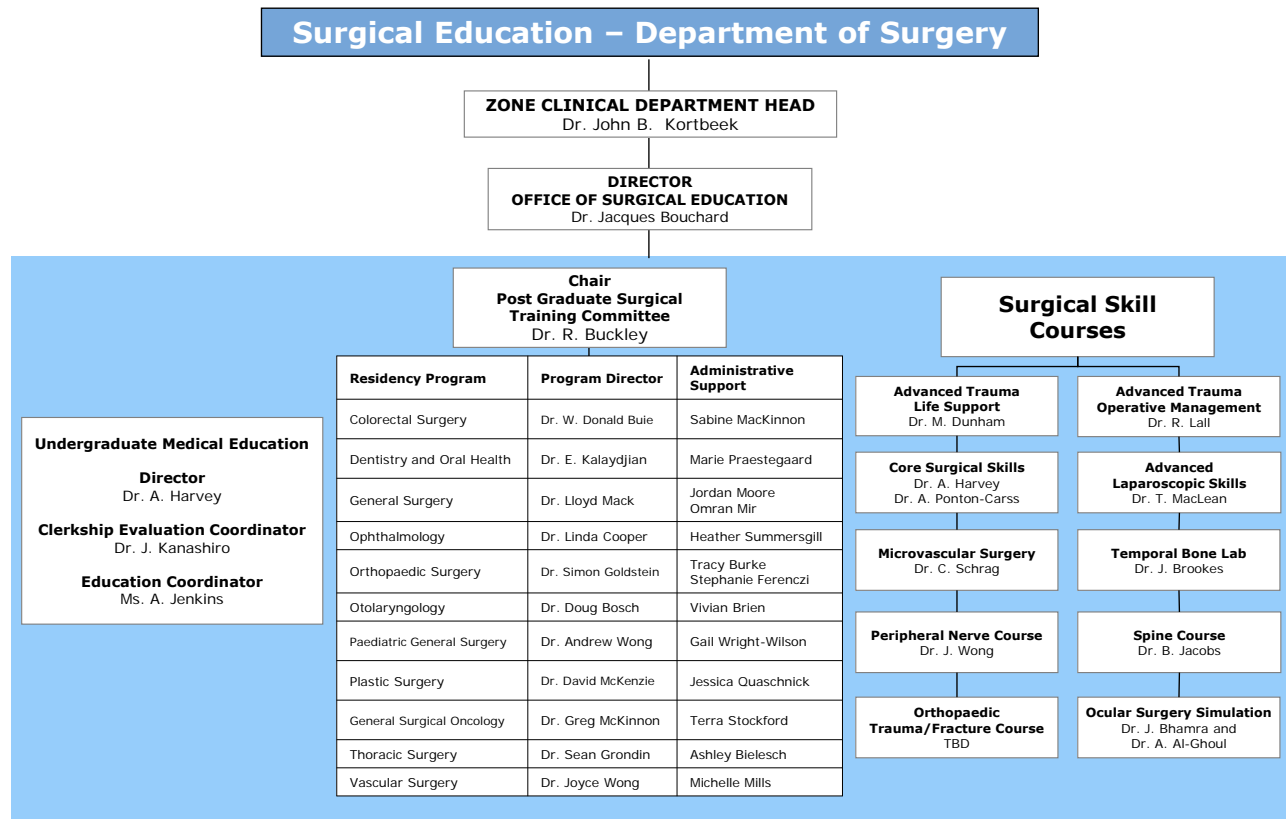 Surgical Education – Department of Surgery
ZONE CLINICAL DEPARTMENT HEAD
Dr. John B. Kortbeek
DIRECTOR
OFFICE OF SURGICAL EDUCATION
Dr. Jacques Bouchard
Undergraduate Medical Education
Director
Dr. A. Harvey
Clerkship Evaluation Coordinator
Dr. J. Kanashiro
Education Coordinator
Ms. A. Jenkins
Chair
Post Graduate Surgical
Training Committee
Dr. R. Buckley
Residency Program Program Director Administrative
Support
Colorectal Surgery Dr. W. Donald Buie Sabine MacKinnon
Dentistry and Oral Health Dr. E. Kalaydjian Marie Praestegaard
General Surgery Dr. Lloyd Mack Jordan Moore
Omran Mir
Ophthalmology Dr. Linda Cooper Heather Summersgill
Orthopaedic Surgery Dr. Simon Goldstein Tracy Burke
Stephanie Ferenczi
Otolaryngology Dr. Doug Bosch Vivian Brien
Paediatric General Surgery Dr. Andrew Wong Gail Wright-Wilson
Plastic Surgery Dr. David McKenzie Jessica Quaschnick
General Surgical Oncology Dr. Greg McKinnon Terra Stockford
Thoracic Surgery Dr. Sean Grondin Ashley Bielesch
Vascular Surgery Dr. Joyce Wong Michelle Mills
Surgical Skill
Courses
Advanced Trauma
Life Support
Dr. M. Dunham
Core Surgical Skills
Dr. A. Harvey
Dr. A. Ponton-Carss
Microvascular Surgery
Dr. C. Schrag
Peripheral Nerve Course
Dr. J. Wong
Orthopaedic
Trauma/Fracture Course
TBD
Advanced Trauma
Operative Management
Dr. R. Lall
Advanced
Laparoscopic Skills
Dr. T. MacLean
Temporal Bone Lab
Dr. J. Brookes
Spine Course
Dr. B. Jacobs
Ocular Surgery Simulation
Dr. J. Bhamra and
Dr. A. Al-Ghoul